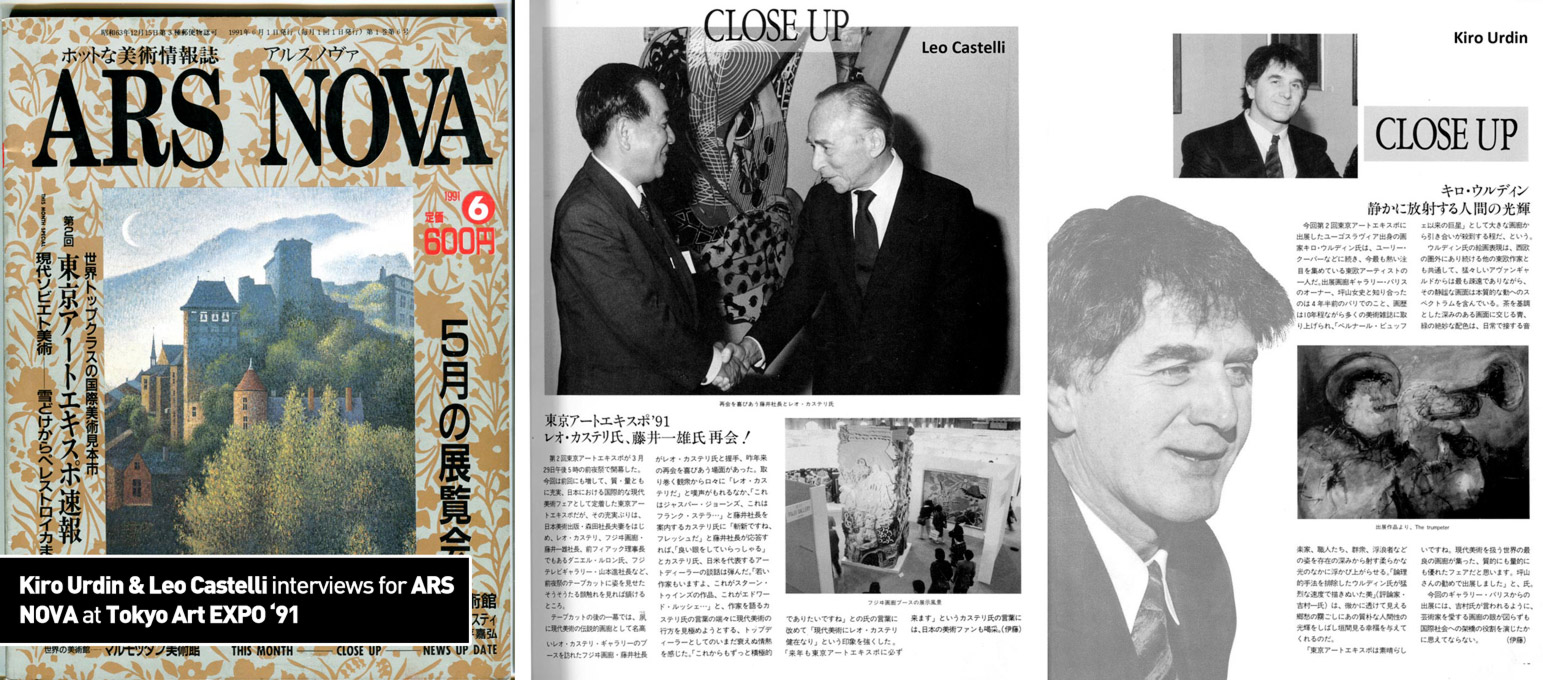 昭和63年12月15日第3種郵便物認可 1991年6月1日発行(毎月1回1日発行)第1巻第6号
ホットな美術情報誌
アルスノヴァ
ARS NOVA
1991 6
定価
600円
THIS MONTH SPECIAL
第2回
世界トップクラスの国際美術見本市
東京アートエキスポ速報
現代ソビエト美術
雪どけからペレストロイカま
5月の展覧会
Kiro Urdin & Leo Castelli interviews for ARS
NOVA at Tokyo Art EXPO ‘91
術館
スティ
嘉弘
世界の美術館
マルモッタン美術館
THIS MONTH
CLOSE UP
NEWS UP DATE
CLOSE UP
Leo Castelli
再会を喜びあう藤井社長とレオ・カステリ氏
東京アートエキスポ’91
レオ・カステリ氏、藤井一雄氏再会!
第2回東京アートエキスポが3月
29日午後5時の前夜祭で開幕した。
今回は前回にも増して、質・量とも
に充実、日本における国際的な現代
美術フェアとして定着した東京アー
トエキスポだが、その充実ぶりは、
日本美術出版・森田社長夫妻をはじ
め、レオ・カステリ、フジヰ画廊・
藤井一雄社長、前フィアック理事長
でもあるダニエル・ルロン氏、フジ
テレビギャラリー・山本進社長など、
前夜祭のテープカットに姿を見せた
そうそうたる顔触れを見れば頷ける
ところ。
テープカットの後の一幕では、凩
に現代美術の伝説的画廊として名高
いレオ・カステリ・ギャラリーのブ
ースを訪れたフジヰ画廊・藤井社長
がレオ・カステリ氏と握手、昨年来
の再会を喜びあう場面があった。取
り巻く観衆から口々に「レオ・カス
テリだ」と嘆声がもれるなか、「これ
はジャスパー・ジョーンズ、これは
フランク・ステラ…」と藤井社長を
案内するカステリ氏に「斬新ですね、
フレッシュだ」と藤井社長が応答す
れば、「良い眼をしていらっしゃる」
とカステリ氏、日米を代表するアー
トディーラーの談話は弾んだ。「若い
作家もいますよ、これがスターン・
トゥインズの作品、これがエドワー
ド・ルッシェ…」と、作家を語るカ
ステリ氏の言葉の端々に現代美術の
行方を見極めようとする、トップデ
ィーラーとしていまだ衰えぬ情熱
を感じた。「これからもずっと積極的
フジヰ画廊ブースの展示風景
でありたいですね」との氏の言葉に
改めて「現代美術にレオ・カステリ
健在なり」という印象を強くした。
「来年も東京アートエキスポに必ず
来ます」というカステリ氏の言葉に
は、日本の美術ファンも喝采。(伊藤)
Kiro Urdin
CLOSE UP
キロ・ウルディン
静かに放射する人間の光輝
今回第2回東京アートエキスポに
出展したユーゴスラヴィア出身の画
家キロ・ウルディン氏は、ユーリー・
クーパーなどに続き、今最も熱い注
目を集めている東欧アーティストの
一人だ。出展画廊ギャラリー・パリス
のオーナー、坪山女史と知り合った
のは4年半前のパリでのこと、画歴
は10年程ながら多くの美術雑誌に取
り上げられ、「ベルナール・ビュッフ
ェ以来の巨星」として大きな画廊か
ら引き合いが殺到する程だ、という。
ウルディン氏の絵画表現は、西欧
の圏外にあり続ける他の東欧作家と
も共通して、猛々しいアヴァンギャ
ルドからは最も疎遠でありながら、
その静謐な画面は本質的な動へのス
ペクトラムを含んでいる。茶を基調
とした深みのある画面に交じる青、
緑の絶妙な配色は、日常で接する音
出展作品より、The trumpeter
楽家、職人たち、群衆、浮浪者など
の姿を存在の深みから射す柔らかな
光のなかに浮かび上がらせる。「論理
的手法を排除したウルディン氏が猛
烈な速度で描きぬいた美」(評論家・
吉村一氏)は、微かに透けて見える
郷愁の翳ごしにあの質朴な人間性の
光輝をしばし垣間見る幸福を与えて
くれるのだ。
「東京アートエキスポは素晴らし
いですね。現代美術を扱う世界の最
良の画廊が集った、質的にも量的に
も優れたフェアだと思います。坪山
さんの勧めで出展しました」と、氏。
今回のギャラリー・パリスからの
出展には、吉村氏が言われるように、
芸術家を愛する画廊の眼が図らずも
国際社会への架橋の役割を演じたか
に思えてならない。 (伊藤)